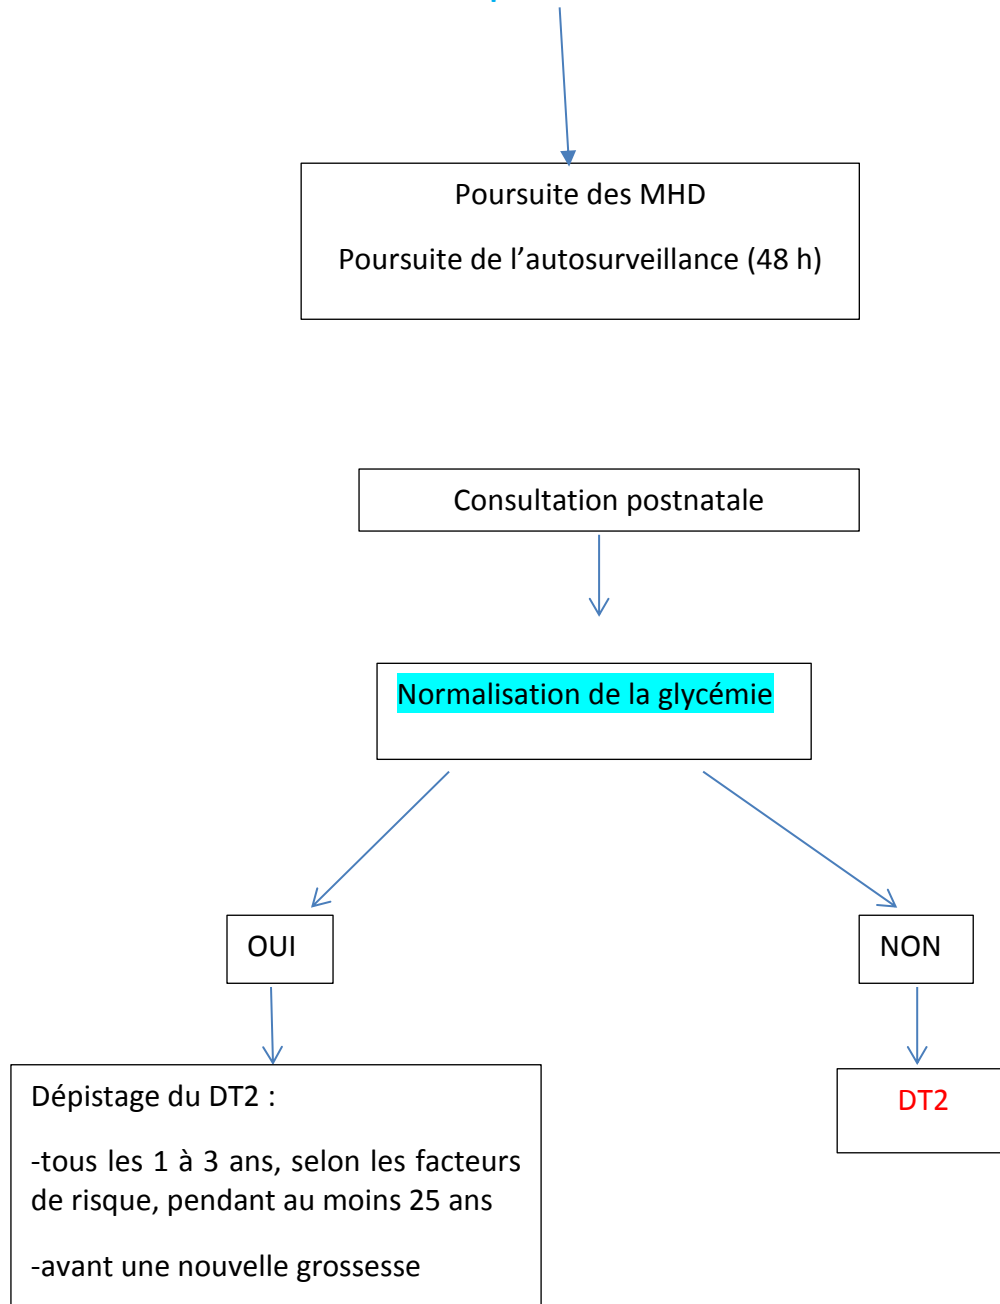 Poursuite des MHD
Poursuite de l’autosurveillance (48 h)
Consultation postnatale
Normalisation de la glycémie
OUI
NON
Dépistage du DT2 :
-tous les 1 à 3 ans, selon les facteurs
de risque, pendant au moins 25 ans
-avant une nouvelle grossesse
DT2